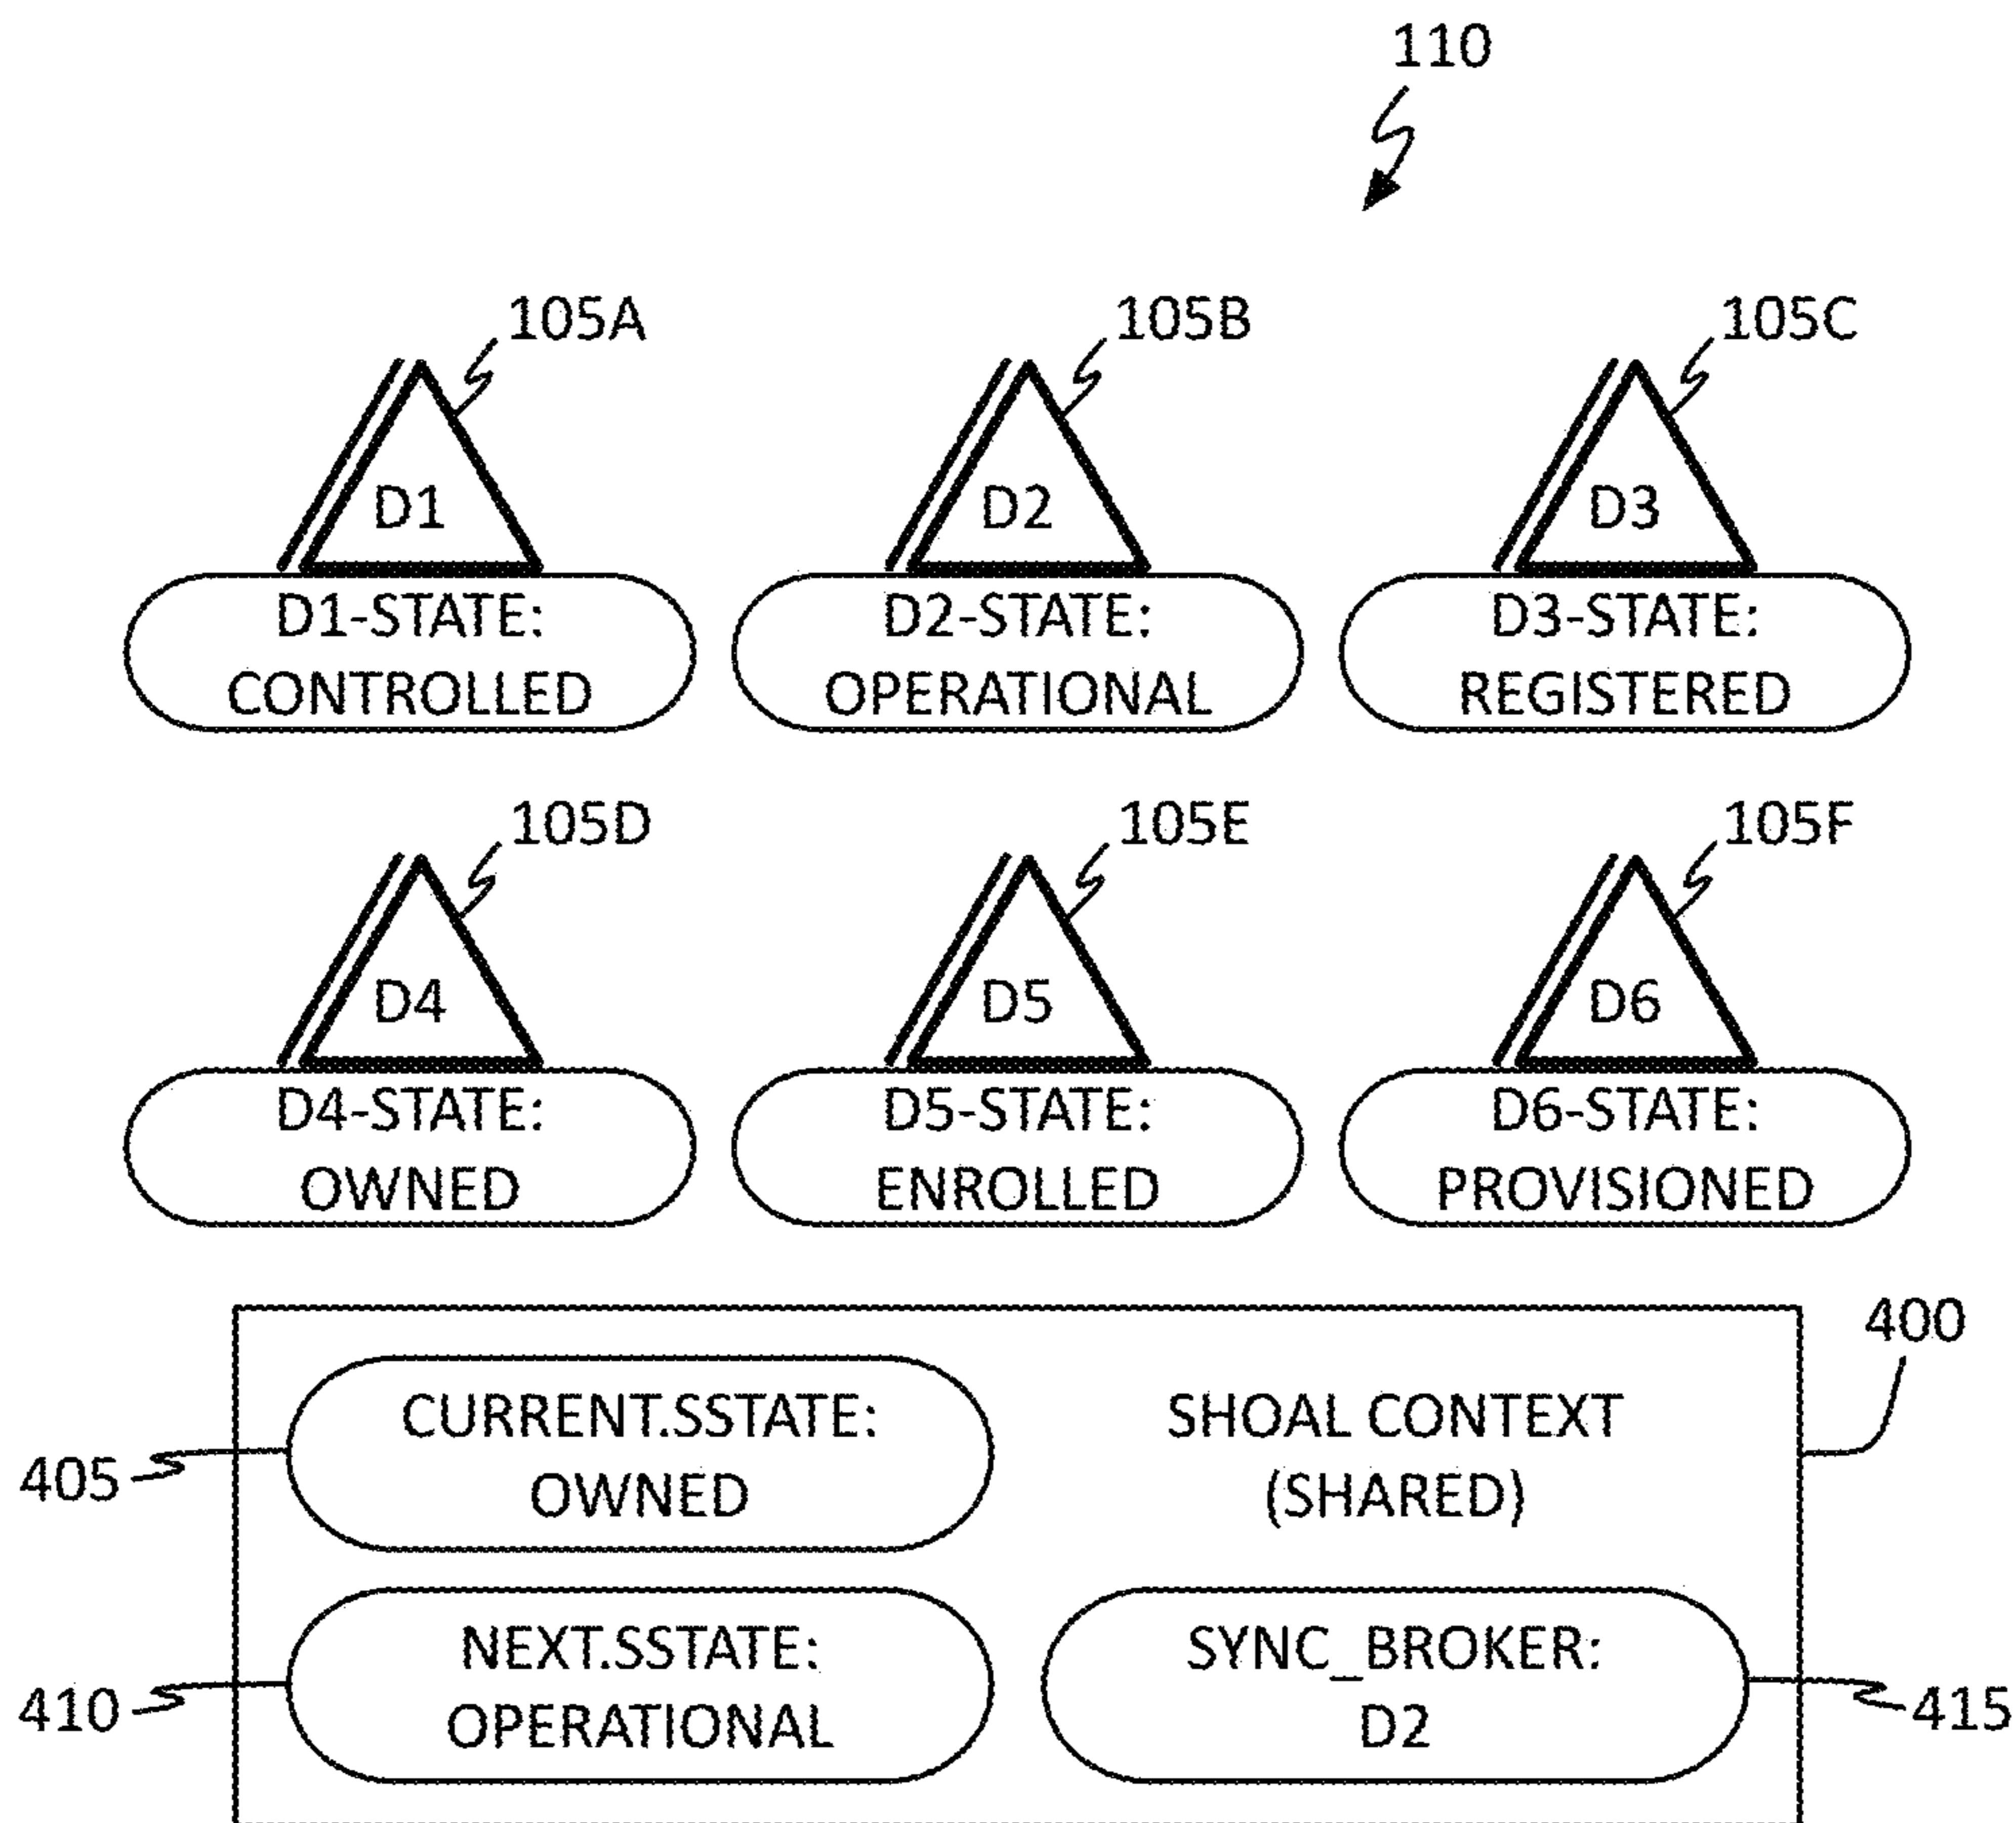 110
105A
105B
105C
D1
D2
D3
D1-STATE:
CONTROLLED
D2-STATE:
OPERATIONAL
D3-STATE:
REGISTERED
105D
105E
105F
D4
D5
D6
D4-STATE:
OWNED
D5-STATE:
ENROLLED
D6-STATE:
PROVISIONED
400
CURRENT.SSTATE:
OWNED
SHOAL CONTEXT
(SHARED)
405
NEXT.SSTATE:
OPERATIONAL
SYNC_BROKER:
D2
410
415